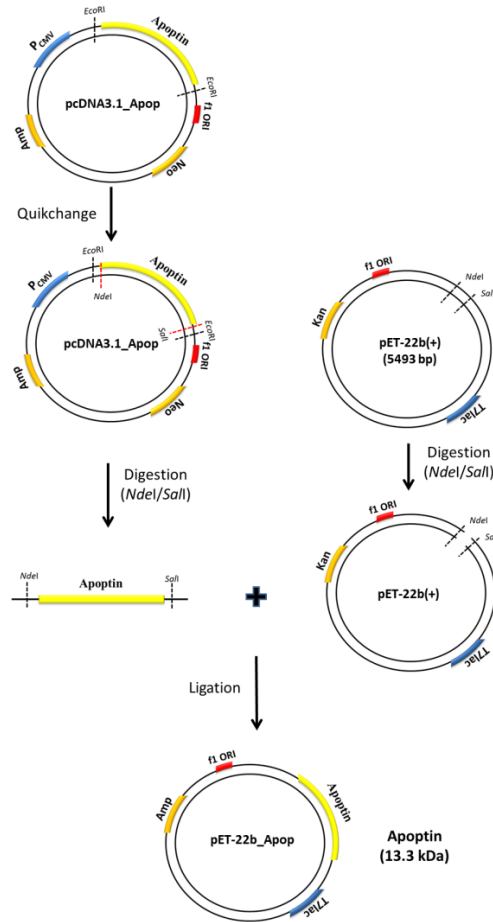 EcoRI
Apoptin
PCMV
EcoRI
pcDNA3.1_Apop
f1 ORI
Amp
Neo
Quikchange
EcoRI
Apoptin
PCMV
NdeI
SalI
EcoRI
pcDNA3.1_Apop
f1 ORI
Amp
Neo
f1 ORI
NdeI
SalI
Kan
pET-22b(+)
(5493 bp)
T7lac
Digestion
(NdeI/SalI)
Digestion
(NdeI/SalI)
f1 ORI
NdeI
Kan
pET-22b(+)
T7lac
NdeI
Apoptin
SalI
Ligation
f1 ORI
Amp
Apoptin
pET-22b_Apop
T7lac
Apoptin
(13.3 kDa)